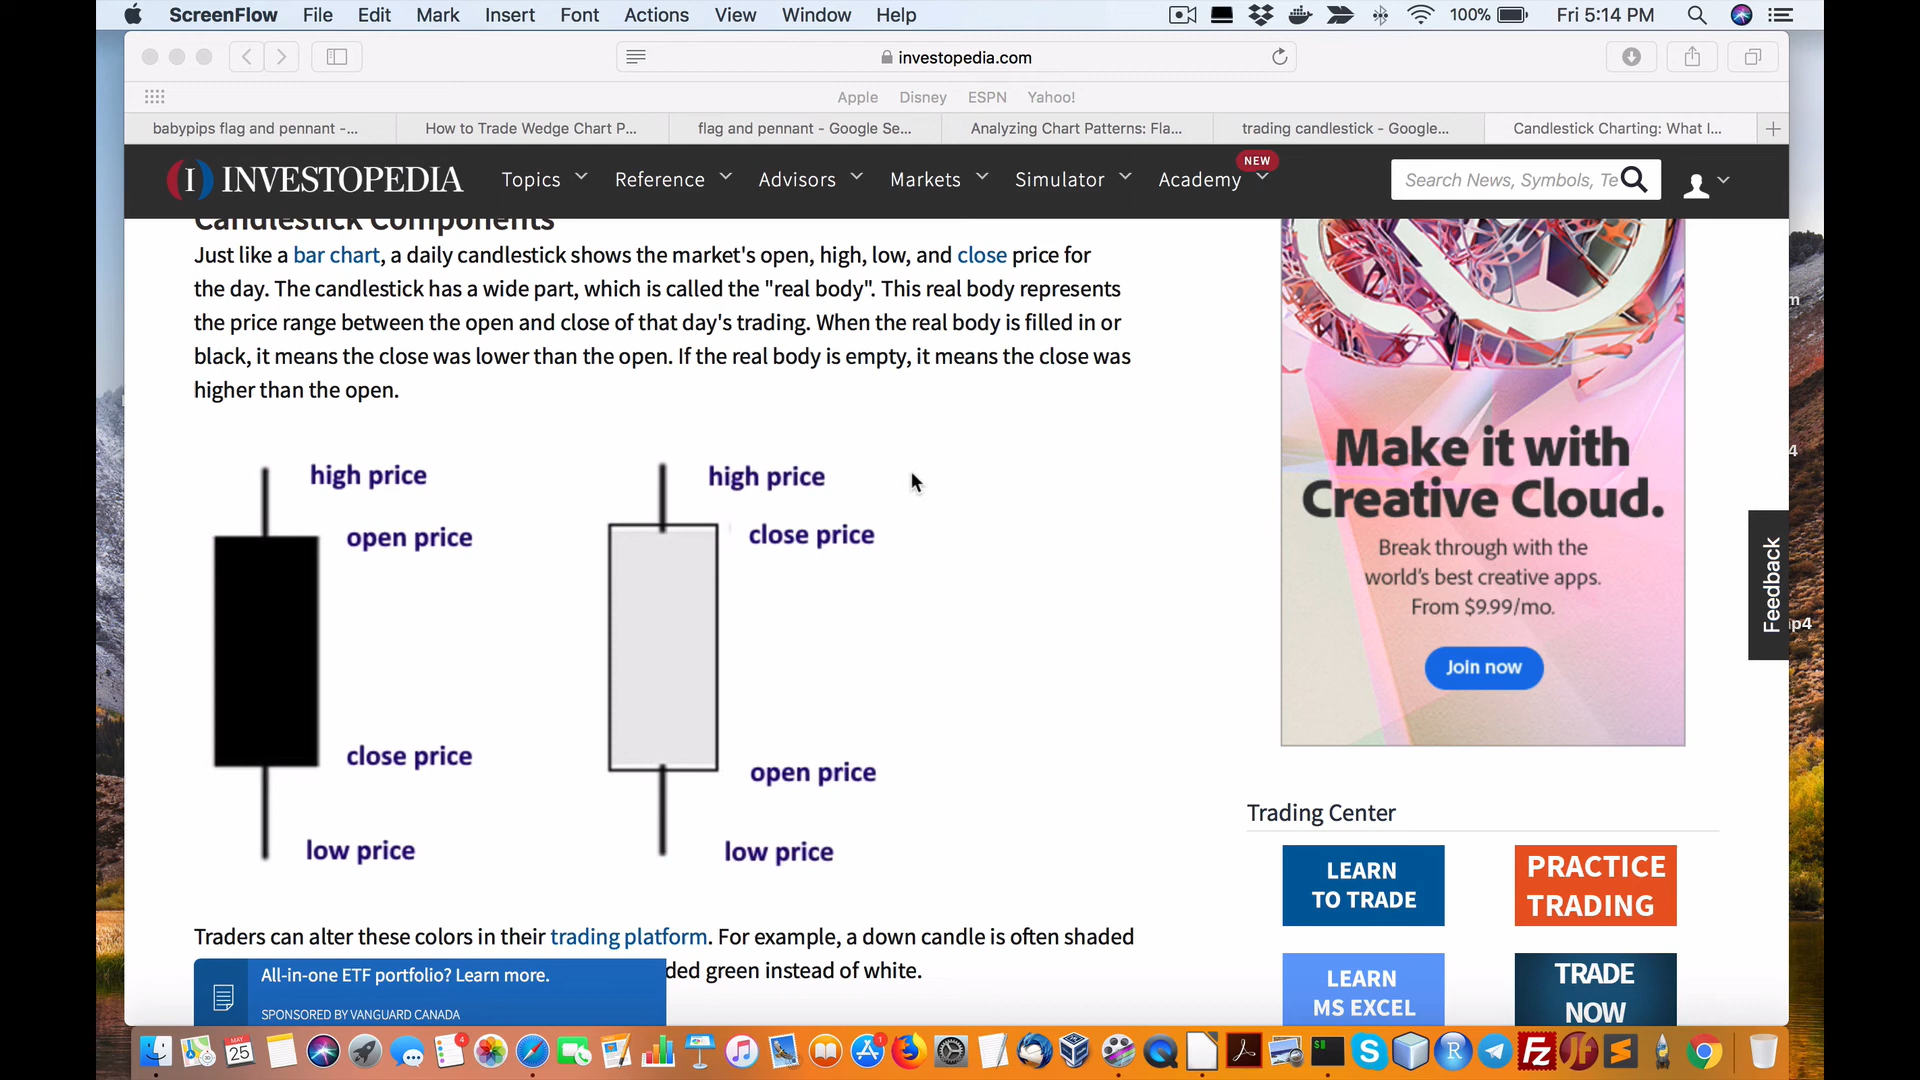 ScreenFlow File Edit Mark Insert Font Actions View Window Help 100% Fri 5:14 PM
investopedia.com
Apple Disney ESPN Yahoo!
babypips flag and pennant -... How to Trade Wedge Chart P... flag and pennant - Google Se... Analyzing Chart Patterns: Fla... trading candlestick - Google... Candlestick Charting: What I...
INVESTOPEDIA Topics Reference Advisors Markets Simulator Academy NEW Search News, Symbols, Te
Candlestick Components
Just like a bar chart, a daily candlestick shows the market's open, high, low, and close price for
the day. The candlestick has a wide part, which is called the "real body". This real body represents
the price range between the open and close of that day's trading. When the real body is filled in or
black, it means the close was lower than the open. If the real body is empty, it means the close was
higher than the open.
high price
open price
close price
low price
high price
close price
open price
low price
Traders can alter these colors in their trading platform. For example, a down candle is often shaded
ded green instead of white.
All-in-one ETF portfolio? Learn more.
SPONSORED BY VANGUARD CANADA
Make it with
Creative Cloud.
Break through with the
world's best creative apps.
From $9.99/mo.
Join now
Feedback
m
4
p4
Trading Center
LEARN
TO TRADE
PRACTICE
TRADING
LEARN
MS EXCEL
TRADE
NOW
MAY
25
4
1